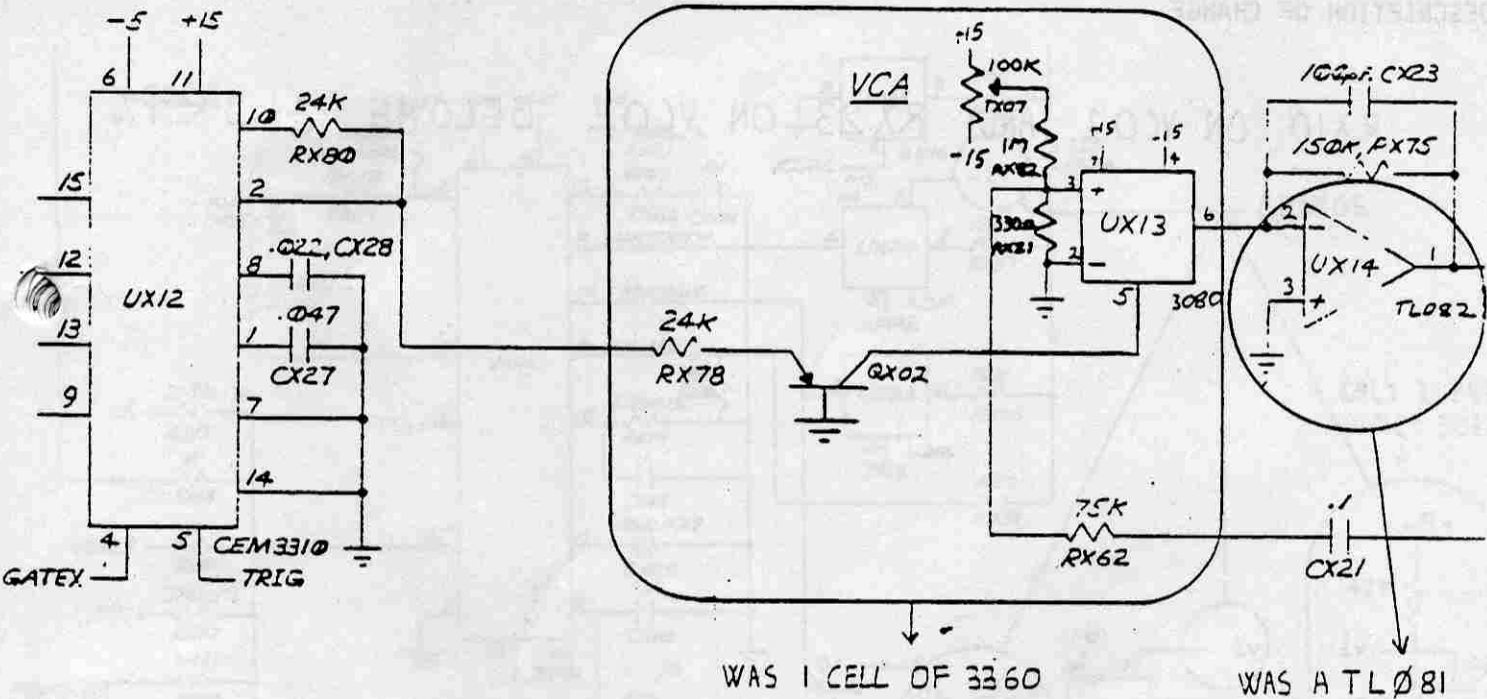 -5 +15
6 11
10 24K
RX80
15
2
12
8 .022, CX28
UX12
13
1 .047
CX27
9
7
14
4 5 CEM3310
GATEX TRIG
VCA
+15
100K
TX07
-15
1M
RX82
+15 -15
7 4
3 +
UX13
6
330Ω
RX81
2 -
5
3080
24K
RX78
QX02
75K
RX62
.1
CX21
CX23
150K, RX75
2 -
UX14
1
3 +
TL082
WAS 1 CELL OF 3360
WAS A TL081
DESCRIPTION OF CHANGE